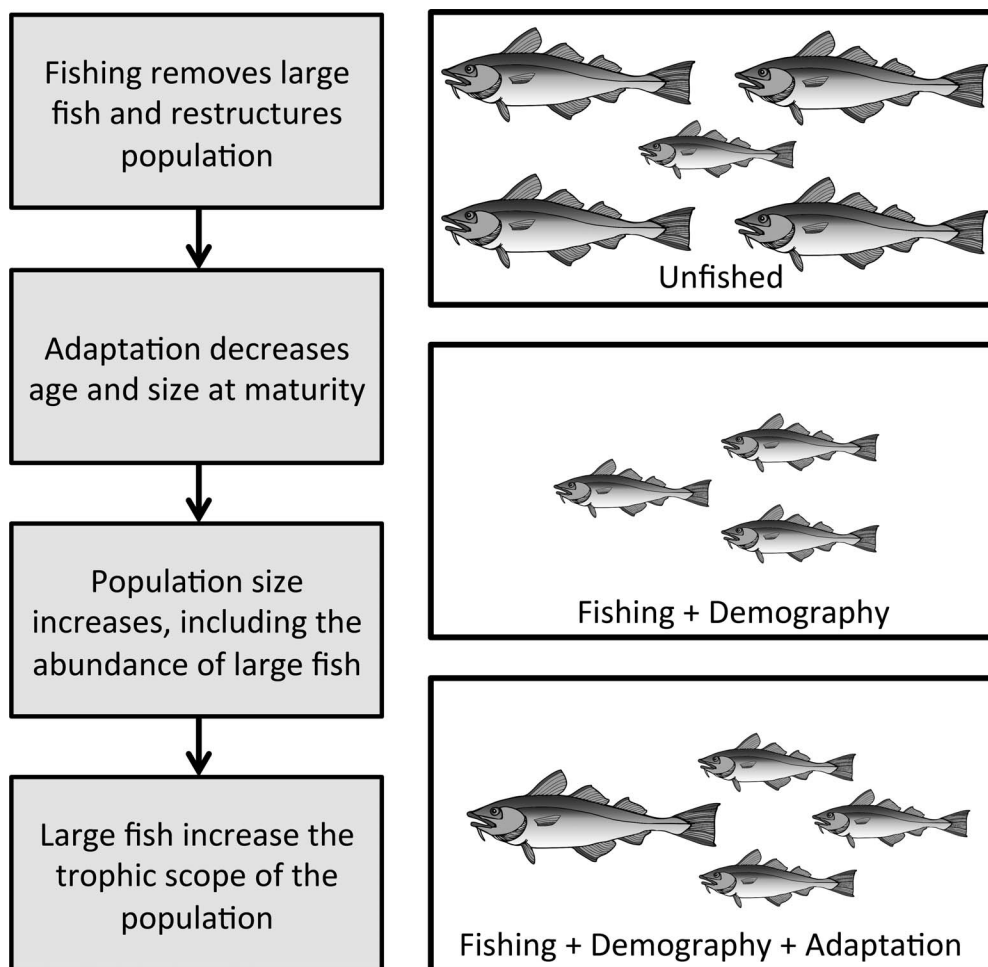 Fishing removes large
fish and restructures
population
Adaptation decreases
age and size at maturity
Population size
increases, including the
abundance of large fish
Large fish increase the
trophic scope of the
population
Unfished
Fishing + Demography
Fishing + Demography + Adaptation